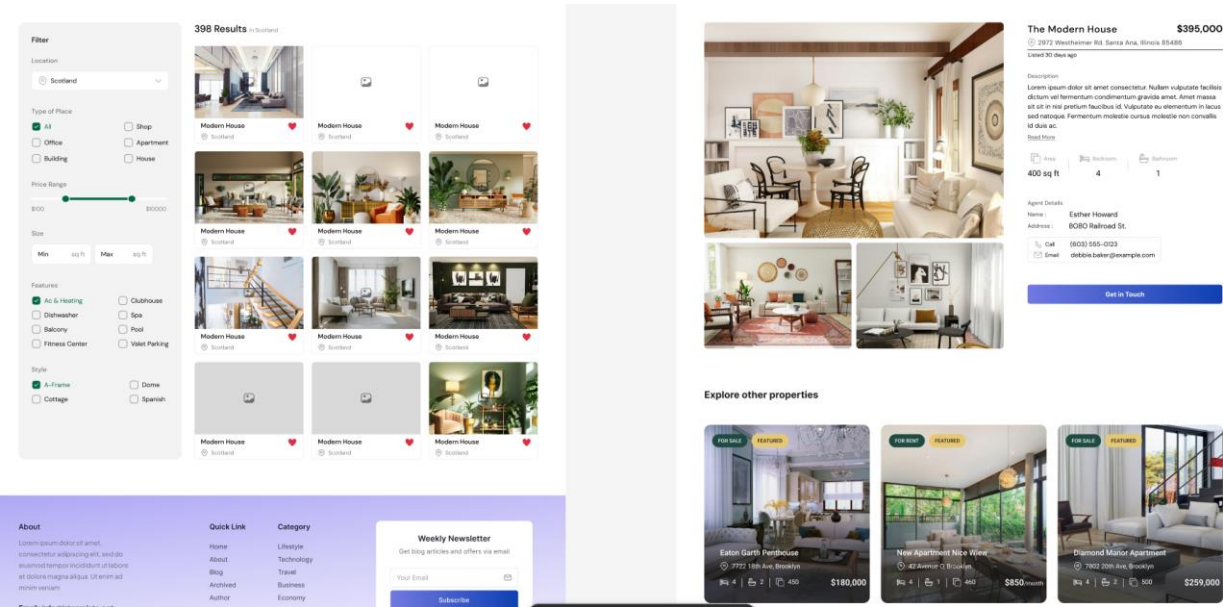 Filter
Location
Scotland
Type of Place
All
Shop
Office
Apartment
Building
House
Price Range
$100
$10000
Size
Min sq ft
Max sq ft
Features
Ac & Heating
Clubhouse
Dishwasher
Spa
Balcony
Pool
Fitness Center
Valet Parking
Style
A-Frame
Dome
Cottage
Spanish
398 Results in Scotland
Modern House
Scotland
Modern House
Scotland
Modern House
Scotland
Modern House
Scotland
Modern House
Scotland
Modern House
Scotland
Modern House
Scotland
Modern House
Scotland
Modern House
Scotland
Modern House
Scotland
Modern House
Scotland
Modern House
Scotland
About
Lorem ipsum dolor sit amet,
consectetur adipiscing elit, sed do
eiusmod tempor incididunt ut labore
et dolore magna aliqua. Ut enim ad
minim veniam
Quick Link
Home
About
Blog
Archived
Author
Category
Lifestyle
Technology
Travel
Business
Economy
Weekly Newsletter
Get blog articles and offers via email
Your Email
Subscribe
The Modern House
$395,000
2972 Westheimer Rd. Santa Ana, Illinois 85486
Listed 30 days ago
Description
Lorem ipsum dolor sit amet consectetur. Nullam vulputate facilisis
dictum vel fermentum condimentum gravida amet. Amet massa
sit sit in nisi pretium faucibus id. Vulputate eu elementum in lacus
sed natoque. Fermentum molestie cursus molestie non convallis
id duis ac.
Read More
Area
Bedroom
Bathroom
400 sq ft
4
1
Agent Details
Name : Esther Howard
Address : 8080 Railroad St.
Call (603) 555-0123
Email debbie.baker@example.com
Get in Touch
Explore other properties
FOR SALE
FEATURED
Eaton Garth Penthouse
7722 18th Ave, Brooklyn
4 2 450
$180,000
FOR RENT
FEATURED
New Apartment Nice Wiew
42 Avenue O, Brooklyn
4 1 460
$850/month
FOR SALE
FEATURED
Diamond Manor Apartment
7802 20th Ave, Brooklyn
4 2 500
$259,000